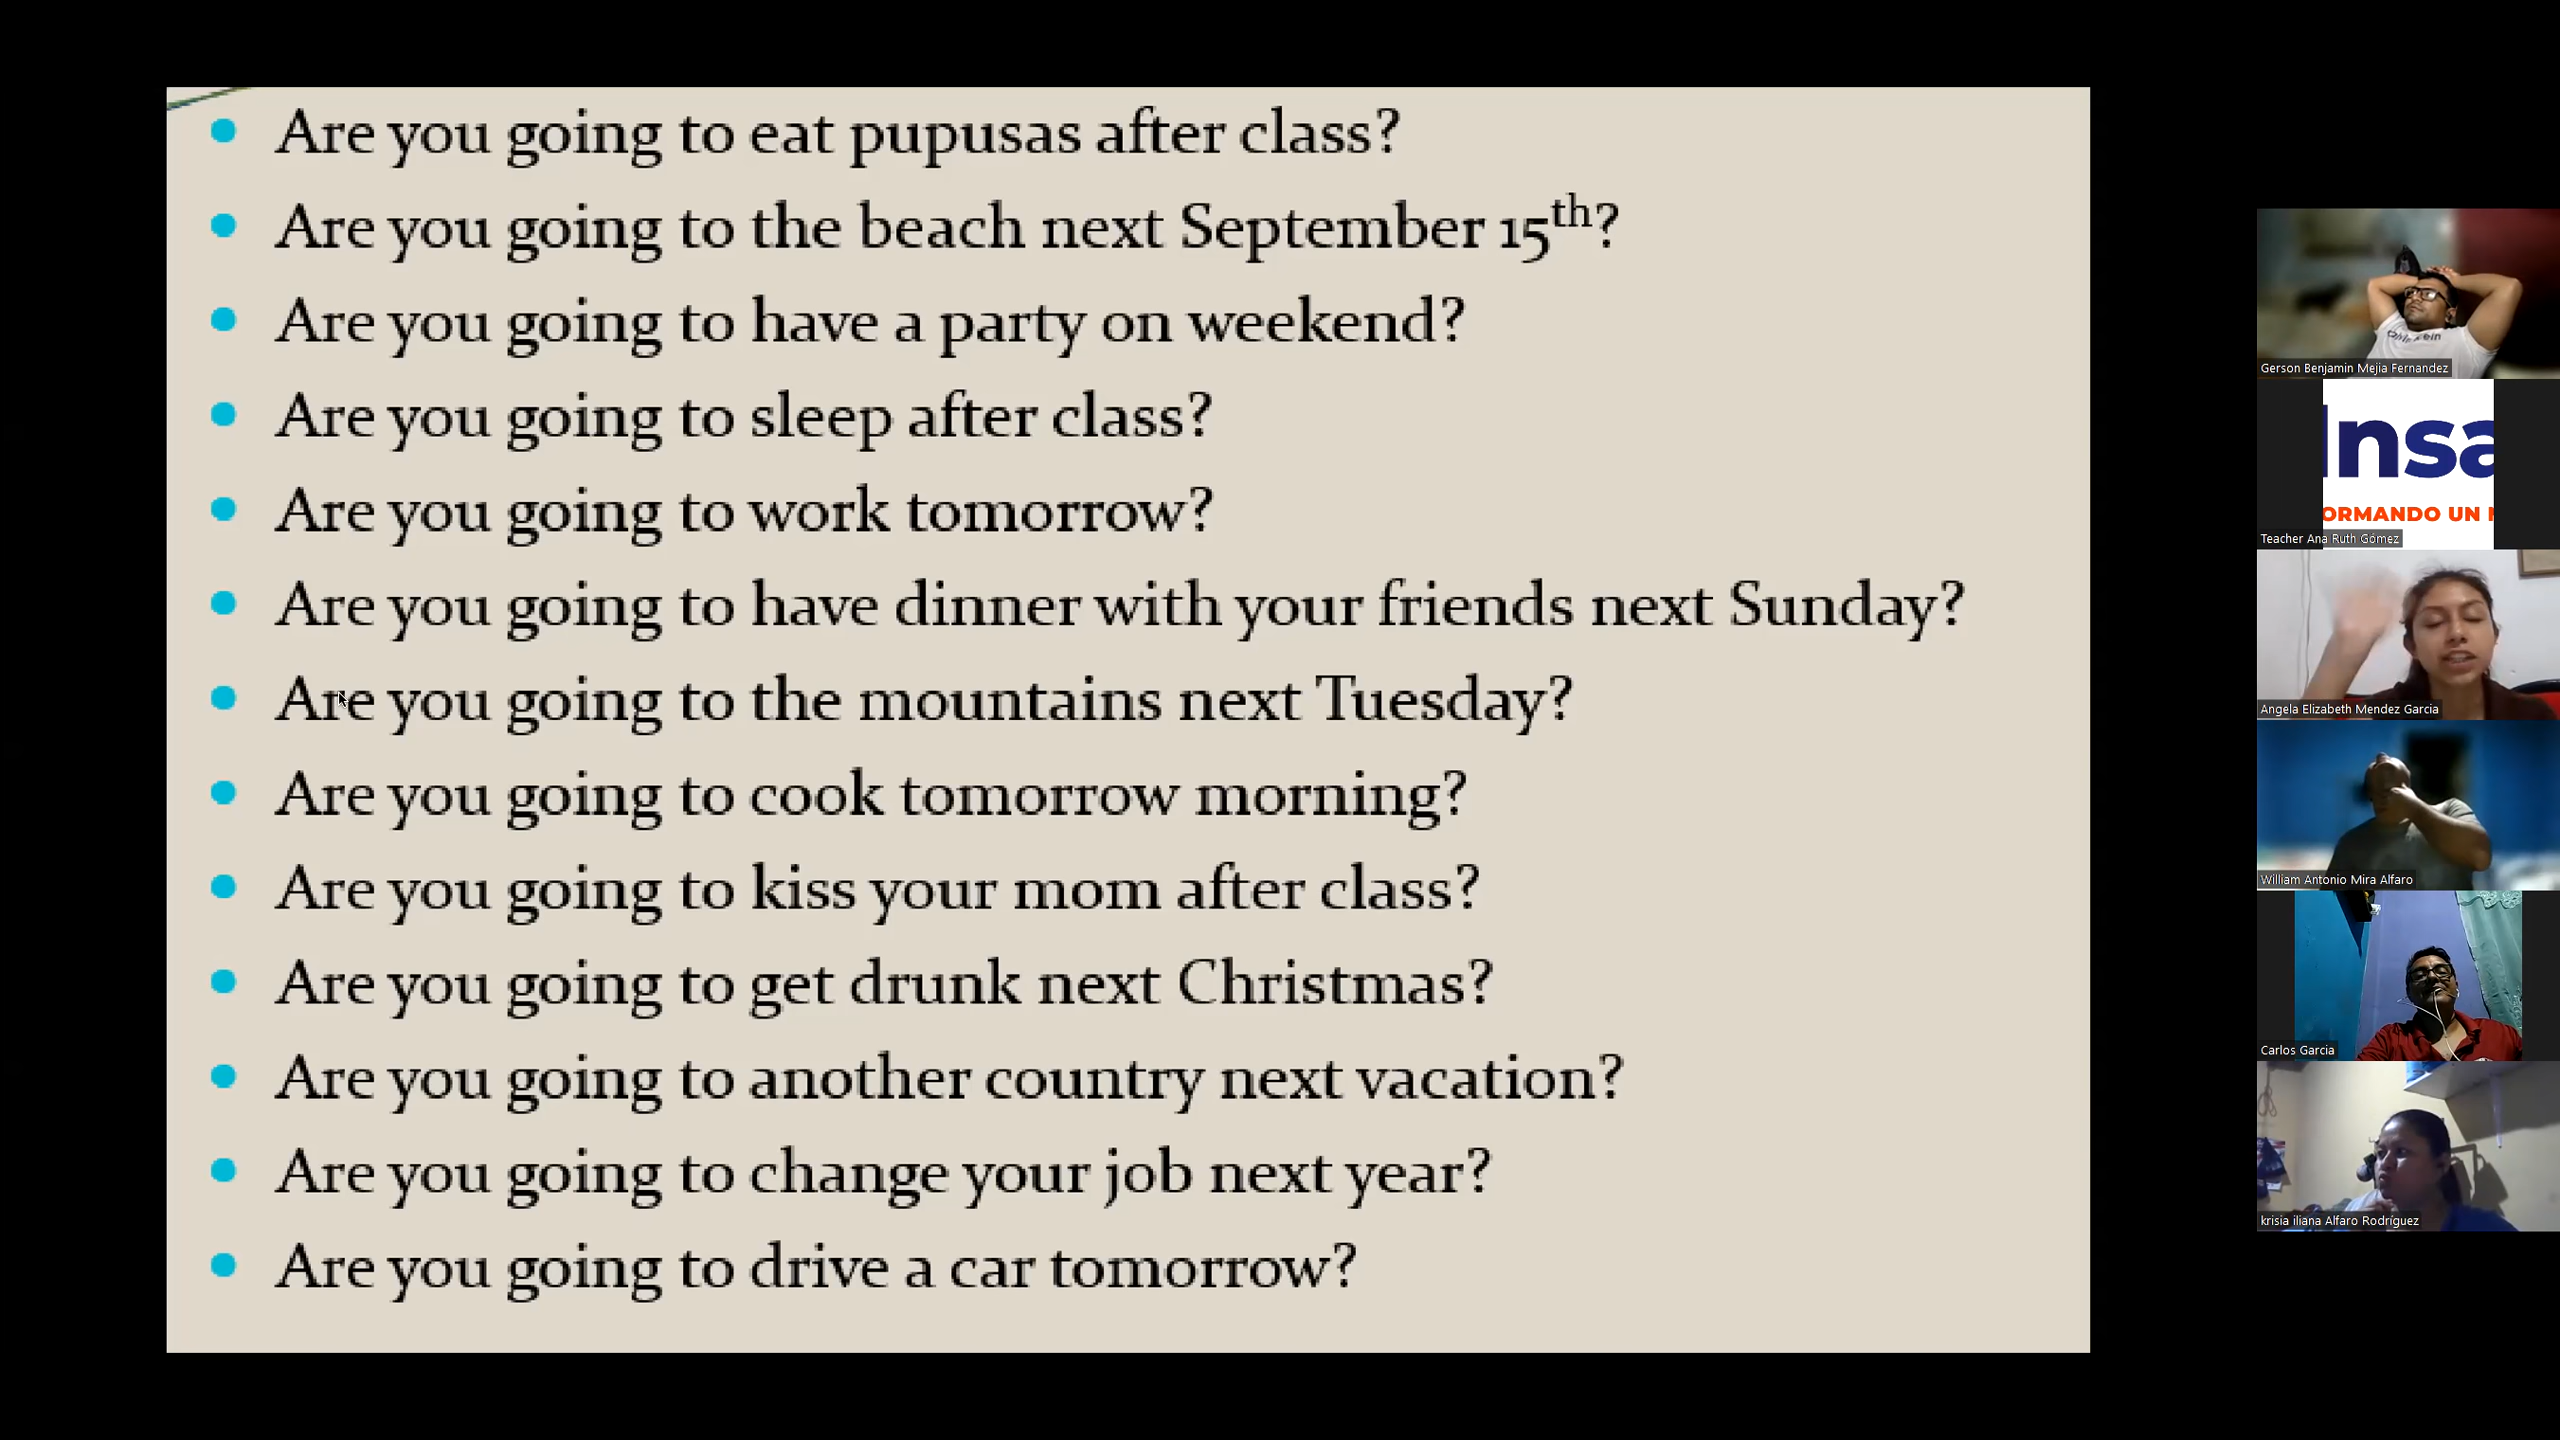 Are you going to eat pupusas after class?
Are you going to the beach next September 15th?
Are you going to have a party on weekend?
Are you going to sleep after class?
Are you going to work tomorrow?
Are you going to have dinner with your friends next Sunday?
Are you going to the mountains next Tuesday?
Are you going to cook tomorrow morning?
Are you going to kiss your mom after class?
Are you going to get drunk next Christmas?
Are you going to another country next vacation?
Are you going to change your job next year?
Are you going to drive a car tomorrow?
Gerson Benjamin Mejia Fernandez
Insa
ORMANDO UN
Teacher Ana Ruth Gómez
Angela Elizabeth Mendez Garcia
William Antonio Mira Alfaro
Carlos Garcia
krisia iliana Alfaro Rodríguez